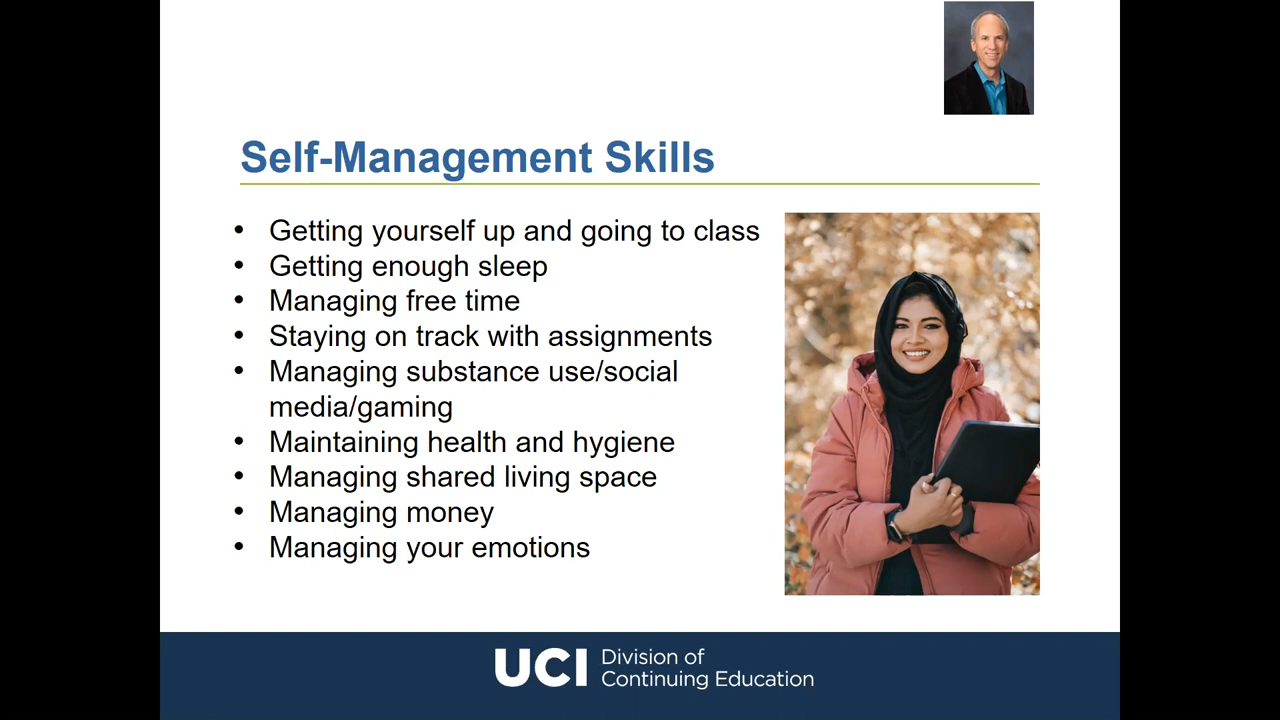 Self-Management Skills
• Getting yourself up and going to class
• Getting enough sleep
• Managing free time
• Staying on track with assignments
• Managing substance use/social
media/gaming
• Maintaining health and hygiene
• Managing shared living space
• Managing money
• Managing your emotions
UCI Division of
Continuing Education